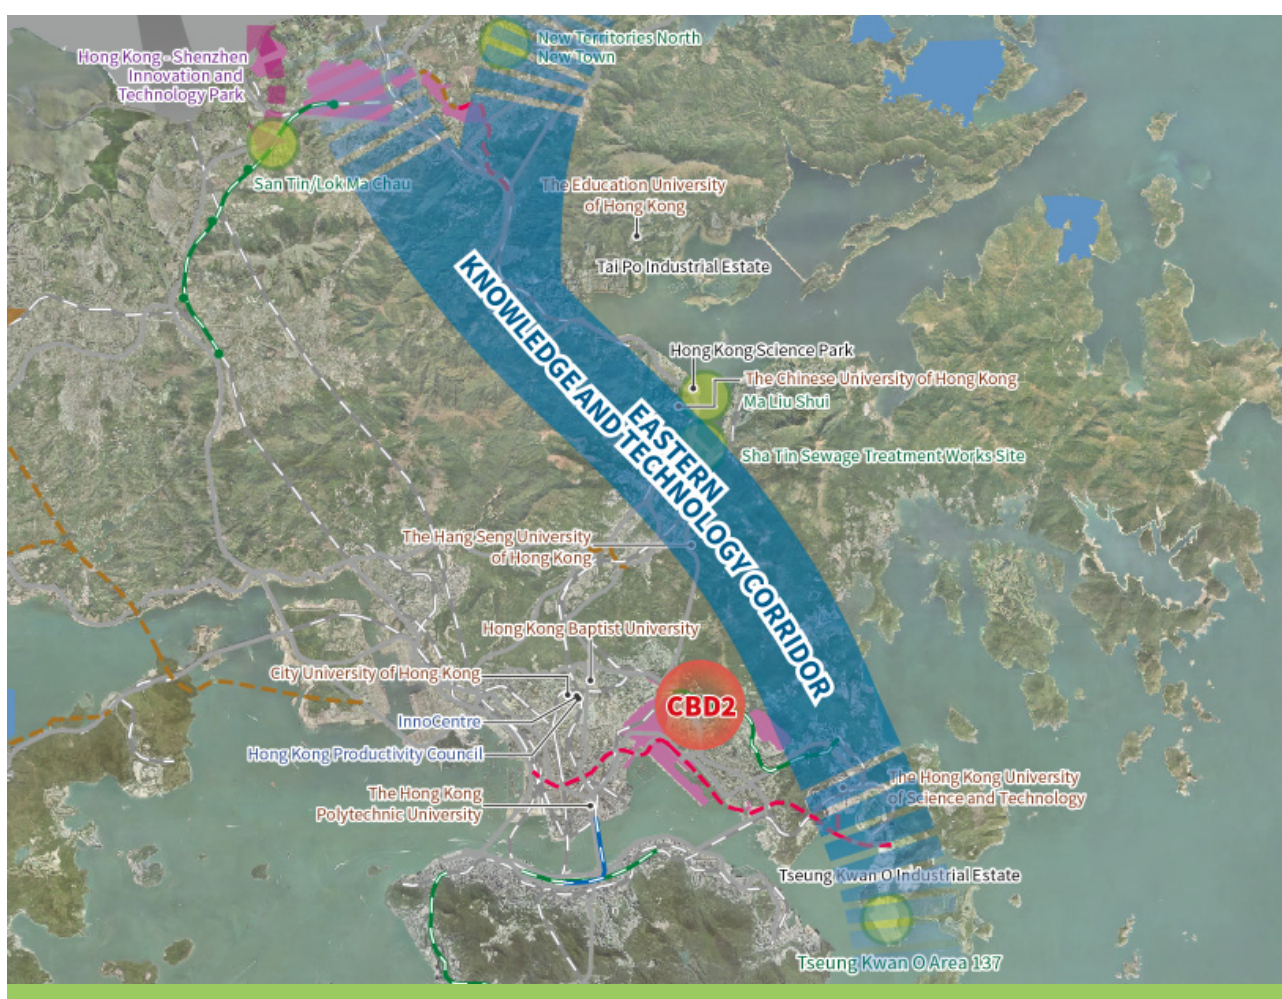 New Territories North
New Town
Hong Kong - Shenzhen
Innovation and
Technology Park
San Tin/Lok Ma Chau
The Education University
of Hong Kong
Tai Po Industrial Estate
KNOWLEDGE AND TECHNOLOGY CORRIDOR
EASTERN
Hong Kong Science Park
The Chinese University of Hong Kong
Ma Liu Shui
Sha Tin Sewage Treatment Works Site
The Hang Seng University
of Hong Kong
Hong Kong Baptist University
City University of Hong Kong
CBD2
InnoCentre
Hong Kong Productivity Council
The Hong Kong
Polytechnic University
The Hong Kong University
of Science and Technology
Tseung Kwan O Industrial Estate
Tseung Kwan O Area 137